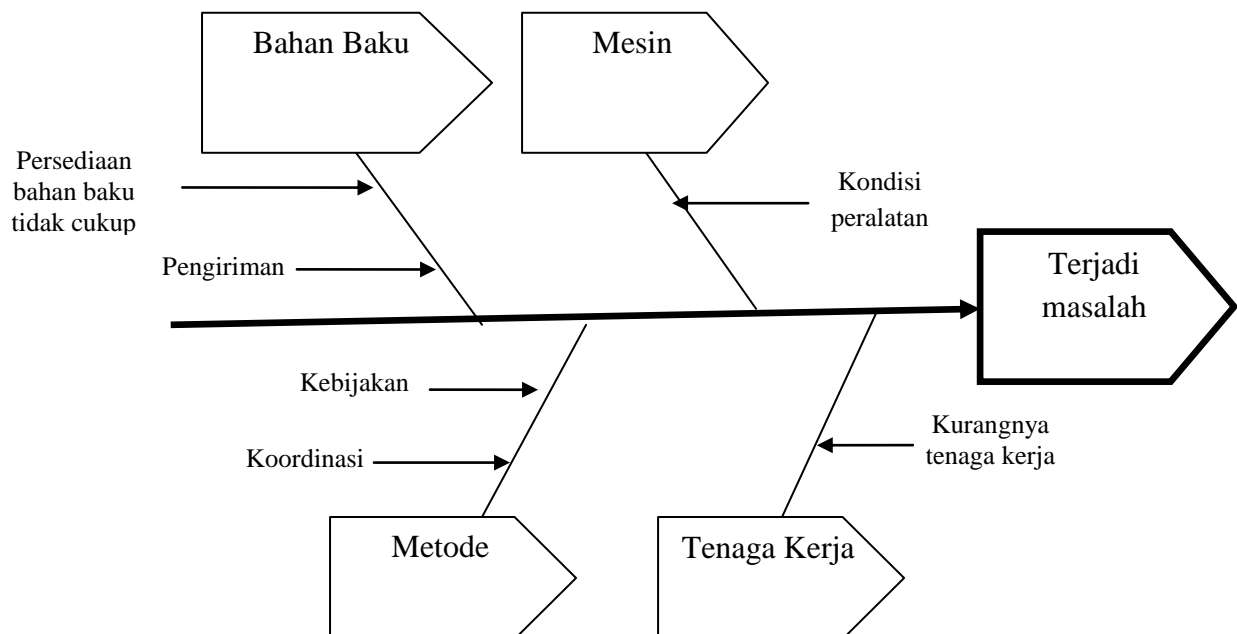 Bahan Baku
Mesin
Persediaan
bahan baku
tidak cukup
Kondisi
peralatan
Pengiriman
Terjadi
masalah
Kebijakan
Koordinasi
Kurangnya
tenaga kerja
Metode
Tenaga Kerja